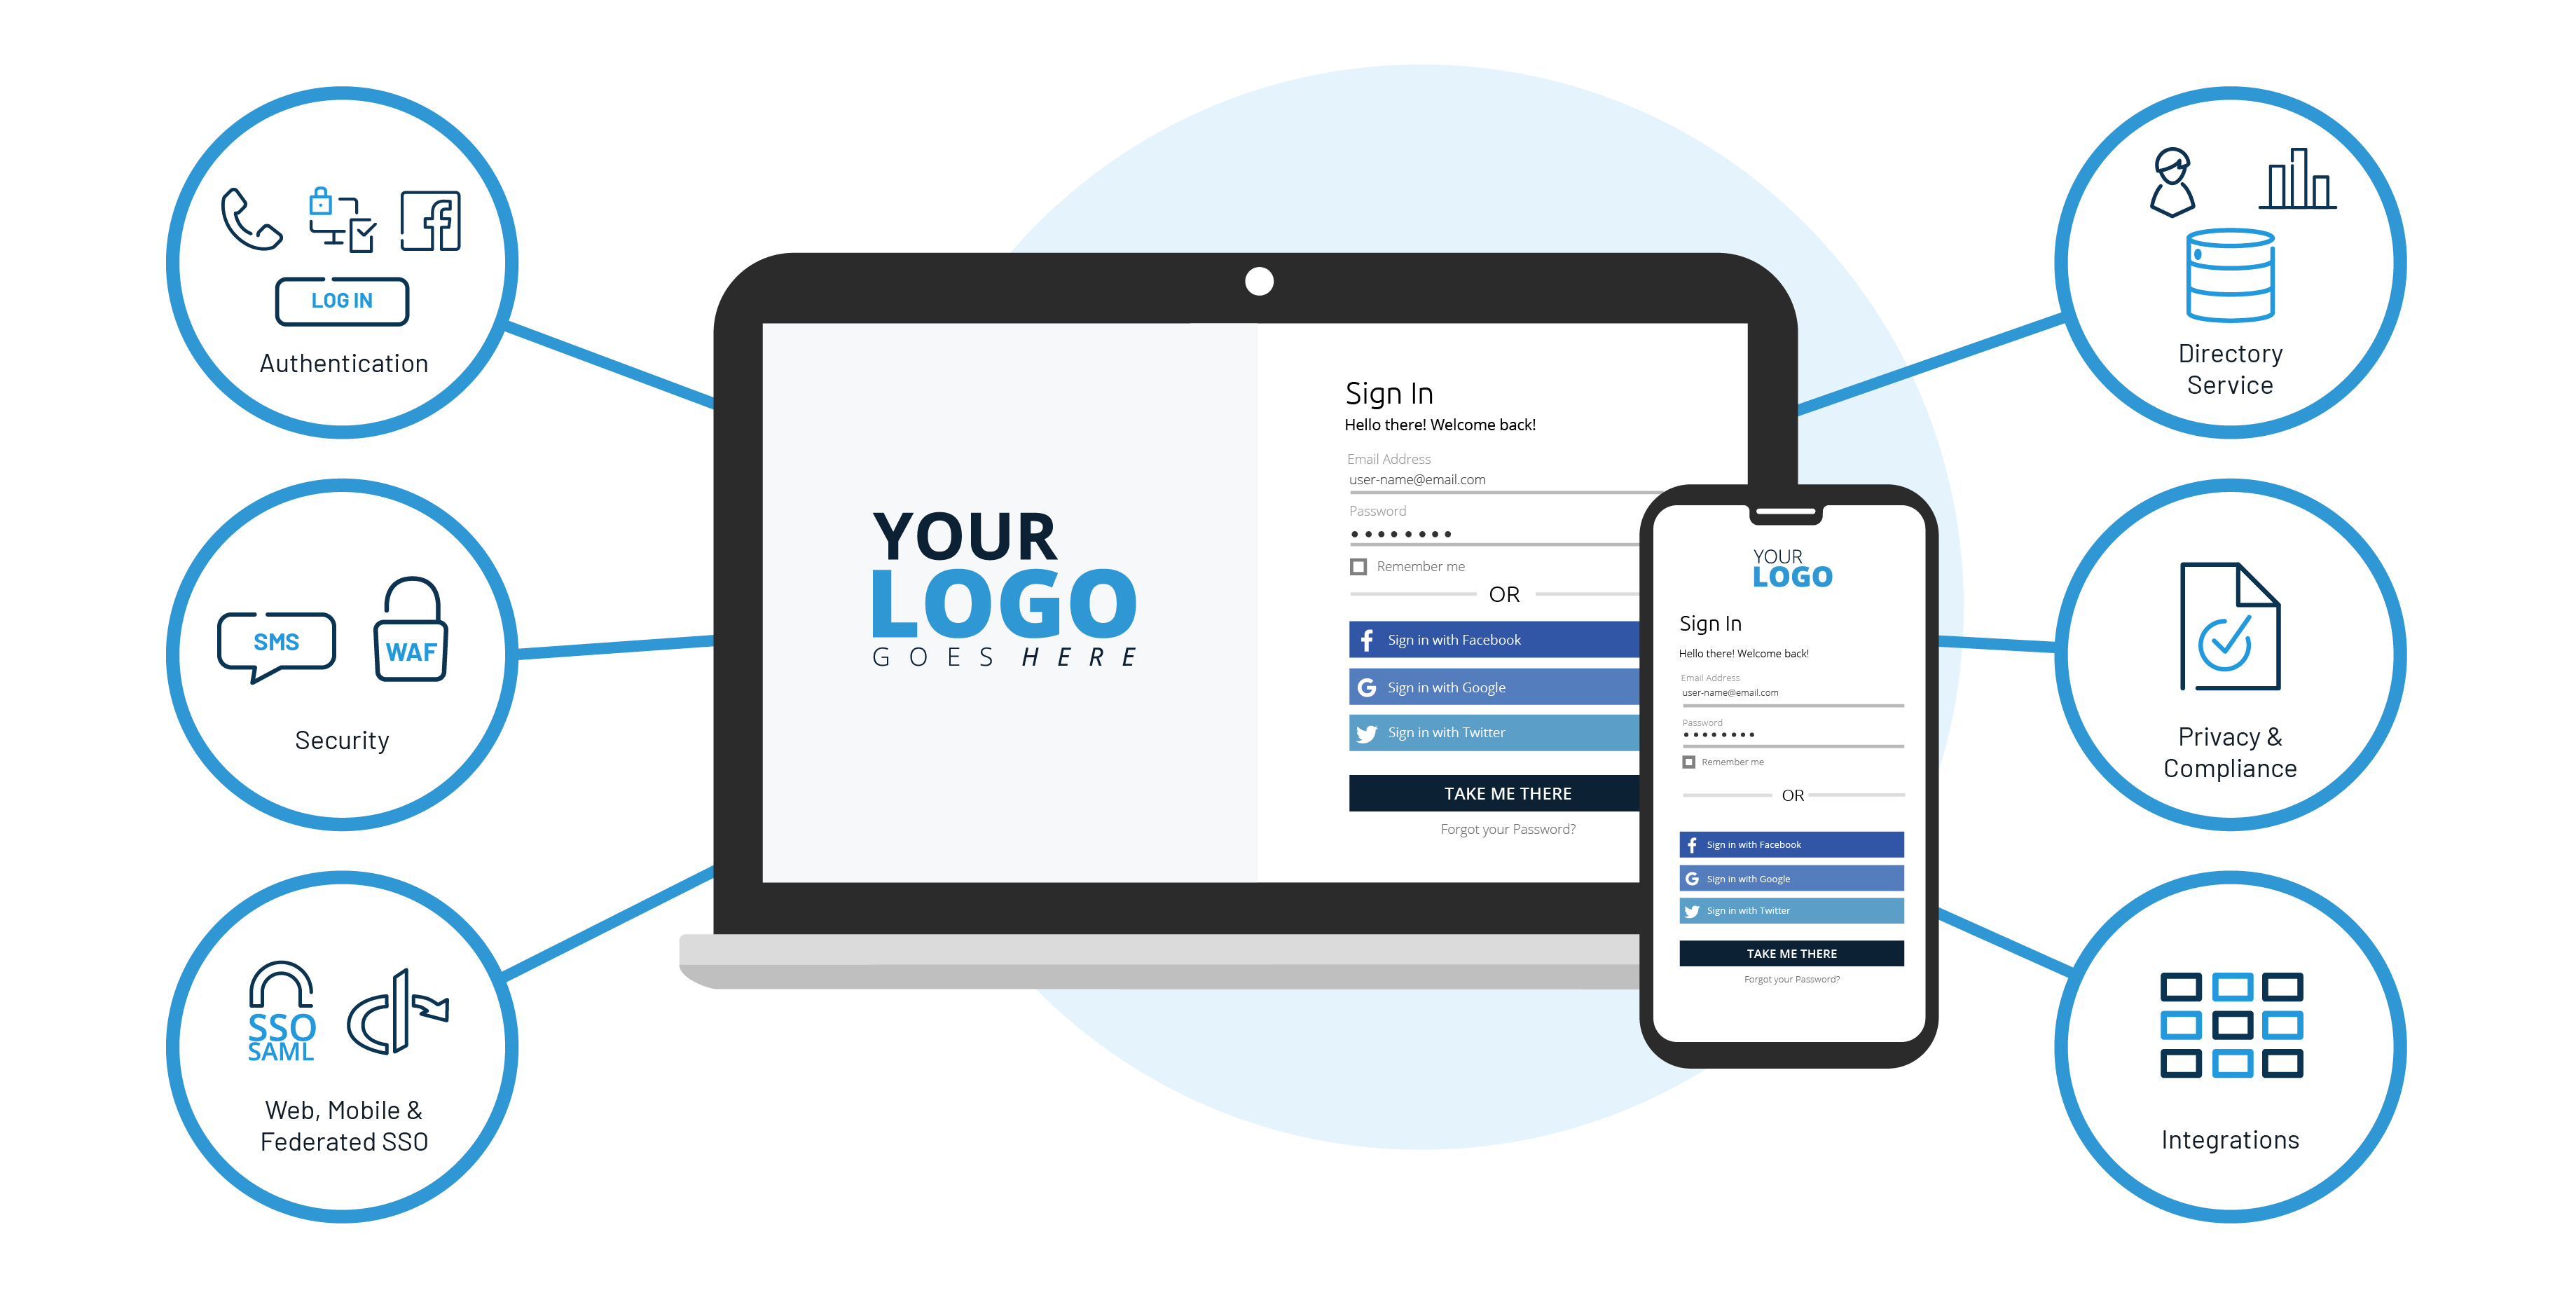 LOG IN
Authentication
SMS
WAF
Security
SSO
SAML
Web, Mobile &
Federated SSO
YOUR
LOGO
GOES HERE
Sign In
Hello there! Welcome back!
Email Address
user-name@email.com
Password
Remember me
OR
Sign in with Facebook
Sign in with Google
Sign in with Twitter
TAKE ME THERE
Forgot your Password?
YOUR
LOGO
Sign In
Hello there! Welcome back!
Email Address
user-name@email.com
Password
Remember me
OR
Sign in with Facebook
Sign in with Google
Sign in with Twitter
TAKE ME THERE
Forgot your Password?
Directory
Service
Privacy &
Compliance
Integrations